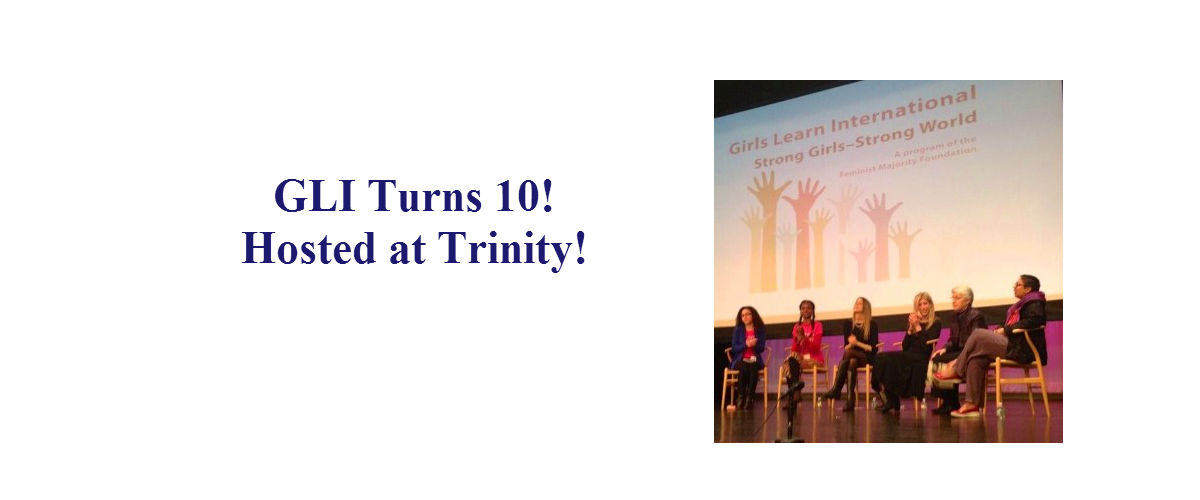 GLI Turns 10!
Hosted at Trinity!
Girls Learn International
Strong Girls–Strong World
A program of the
Feminist Majority Foundation